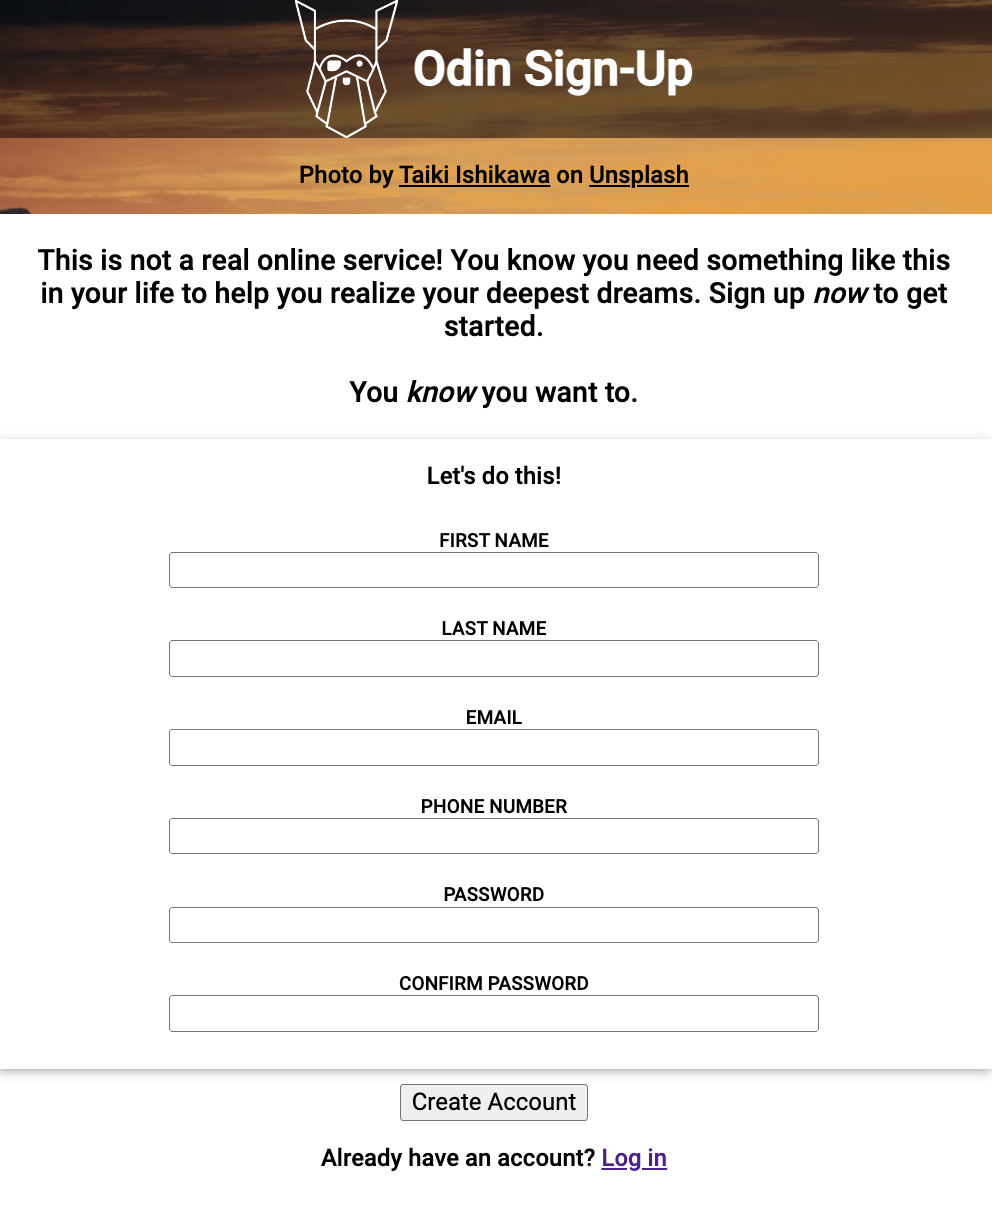 Odin Sign-Up
Photo by Taiki Ishikawa on Unsplash
This is not a real online service! You know you need something like this
in your life to help you realize your deepest dreams. Sign up now to get
started.
You know you want to.
Let's do this!
FIRST NAME
LAST NAME
EMAIL
PHONE NUMBER
PASSWORD
CONFIRM PASSWORD
Create Account
Already have an account? Log in